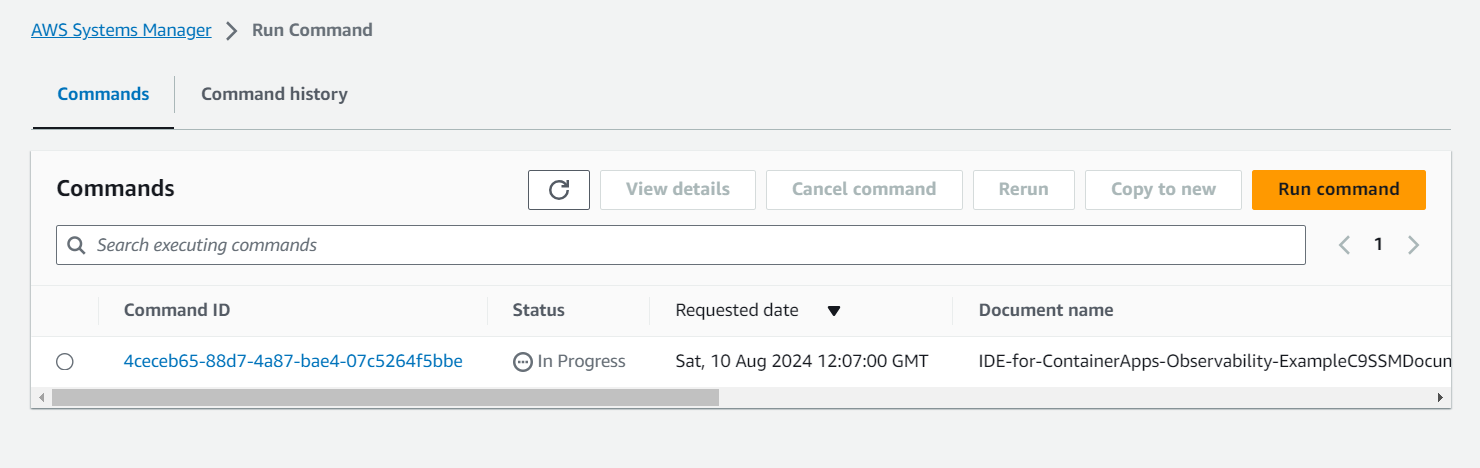 AWS Systems Manager > Run Command
Commands Command history
Commands View details Cancel command Rerun Copy to new Run command
Search executing commands 1
Command ID Status Requested date Document name
4ceceb65-88d7-4a87-bae4-07c5264f5bbe In Progress Sat, 10 Aug 2024 12:07:00 GMT IDE-for-ContainerApps-Observability-ExampleC9SSMDocum